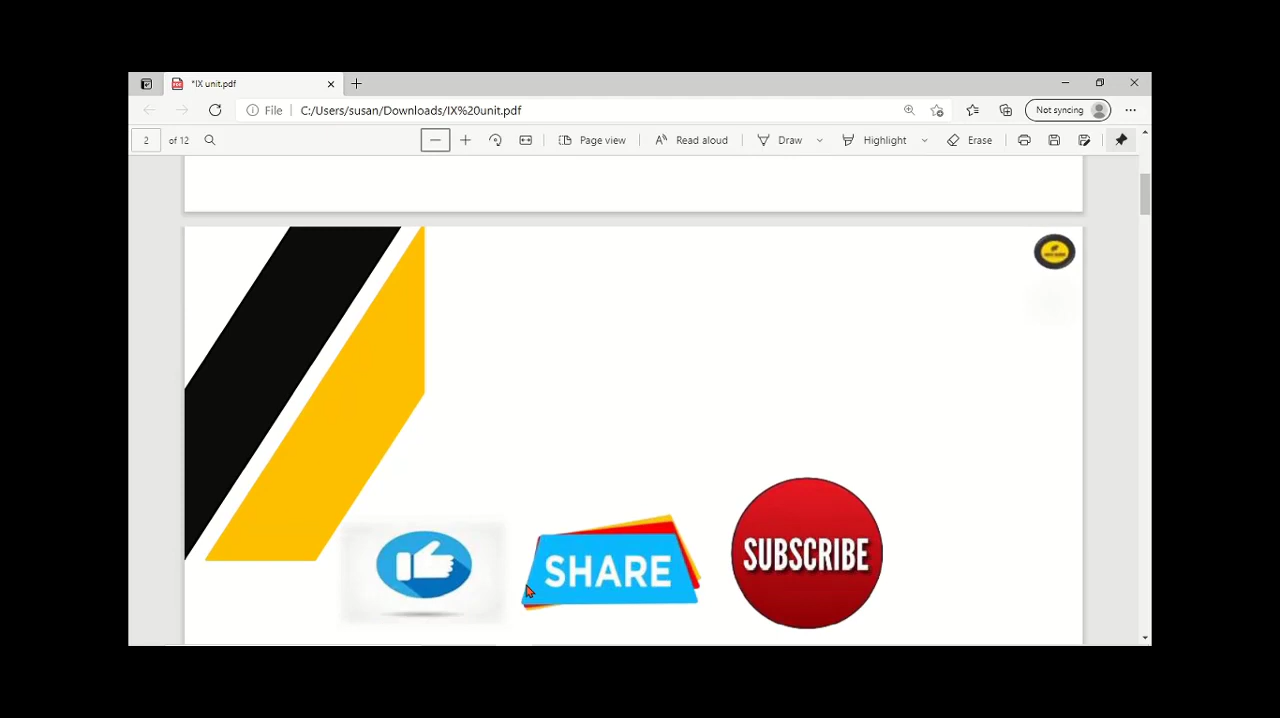 *IX unit.pdf
File
C:/Users/susan/Downloads/IX%20unit.pdf
Not syncing
2 of 12
Page view
Read aloud
Draw
Highlight
Erase
SHARE
SUBSCRIBE